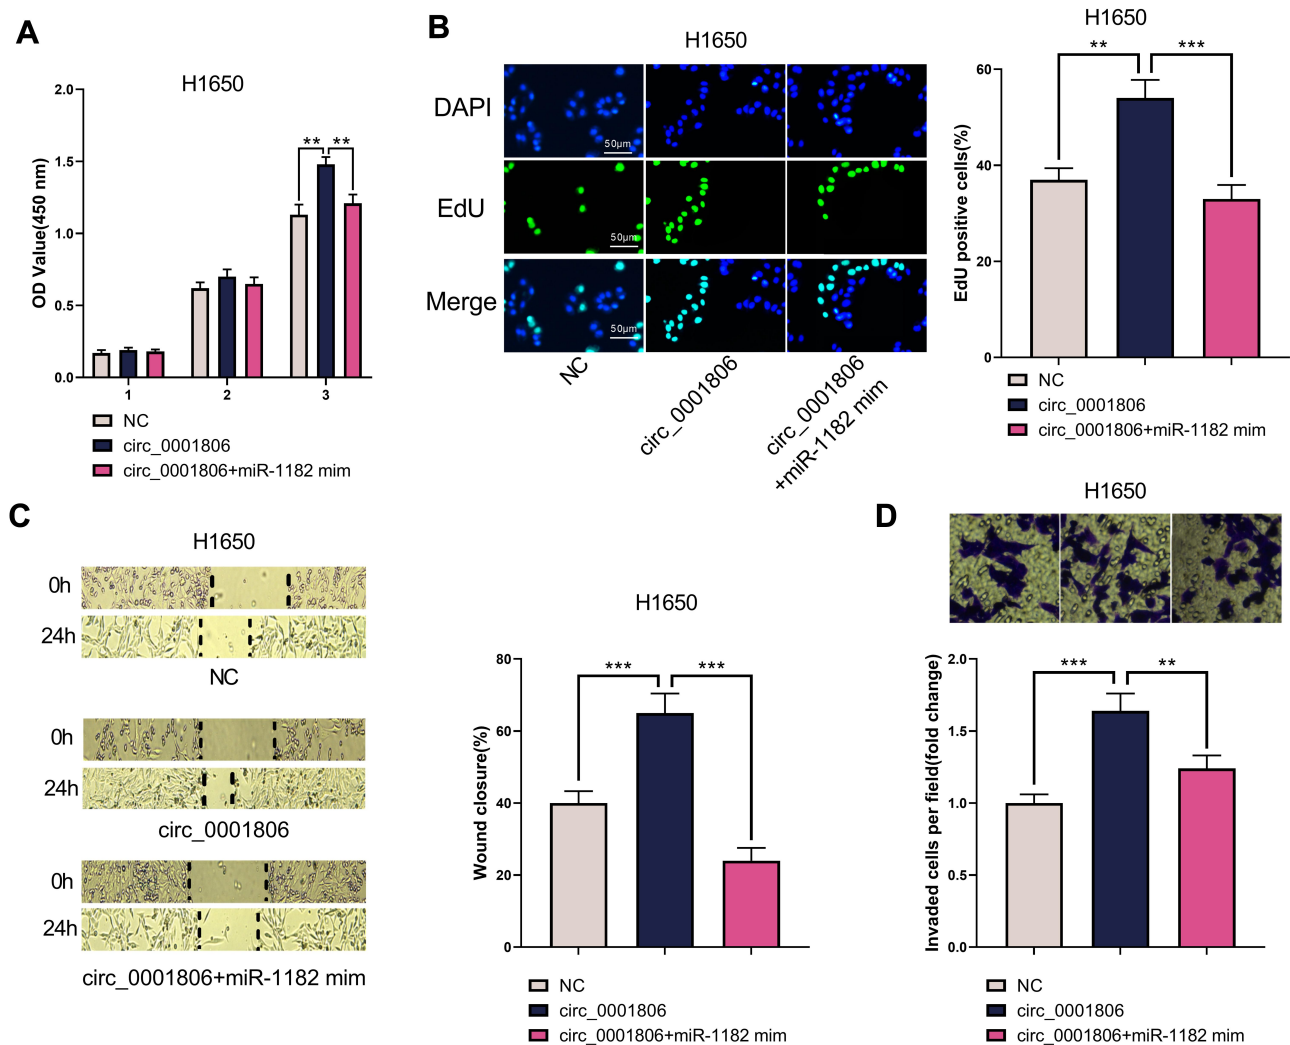 A
H1650
OD Value(450 nm)
2.0
1.5
1.0
0.5
0.0
** **
1 2 3
NC
circ_0001806
circ_0001806+miR-1182 mim
B
H1650
DAPI
EdU
Merge
50μm
50μm
50μm
NC
circ_0001806
circ_0001806
+miR-1182 mim
H1650
EdU positive cells(%)
60
40
20
0
** ***
NC
circ_0001806
circ_0001806+miR-1182 mim
C
H1650
0h
24h
NC
0h
24h
circ_0001806
0h
24h
circ_0001806+miR-1182 mim
H1650
Wound closure(%)
80
60
40
20
0
*** ***
NC
circ_0001806
circ_0001806+miR-1182 mim
D
H1650
Invaded cells per field(fold change)
2.0
1.5
1.0
0.5
0.0
*** **
NC
circ_0001806
circ_0001806+miR-1182 mim